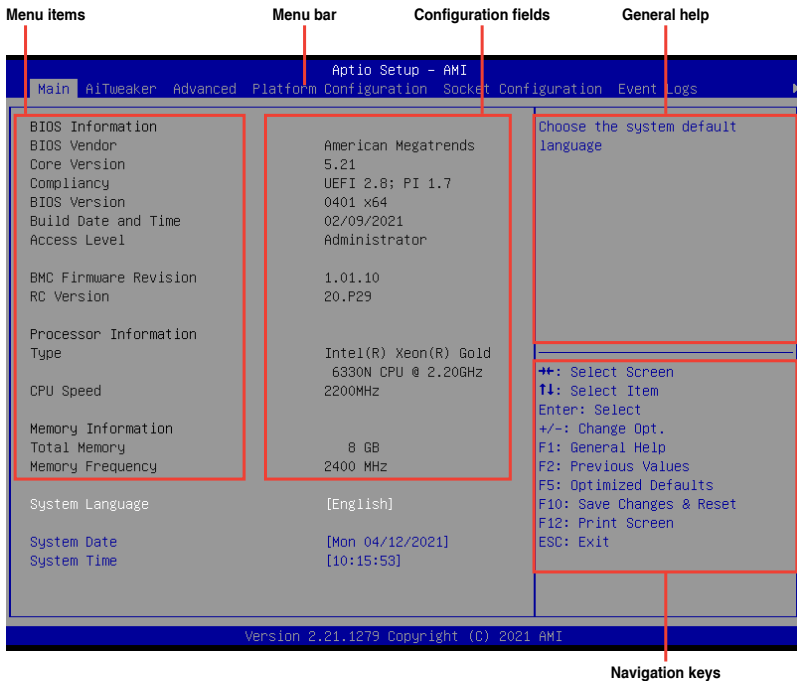 Menu items Menu bar Configuration fields General help
Aptio Setup – AMI
Main AiTweaker Advanced Platform Configuration Socket Configuration Event Logs
BIOS Information
BIOS Vendor American Megatrends
Core Version 5.21
Compliancy UEFI 2.8; PI 1.7
BIOS Version 0401 x64
Build Date and Time 02/09/2021
Access Level Administrator
BMC Firmware Revision 1.01.10
RC Version 20.P29
Processor Information
Type Intel(R) Xeon(R) Gold
6330N CPU @ 2.20GHz
CPU Speed 2200MHz
Memory Information
Total Memory 8 GB
Memory Frequency 2400 MHz
System Language [English]
System Date [Mon 04/12/2021]
System Time [10:15:53]
Choose the system default
language
→←: Select Screen
↑↓: Select Item
Enter: Select
+/-: Change Opt.
F1: General Help
F2: Previous Values
F5: Optimized Defaults
F10: Save Changes & Reset
F12: Print Screen
ESC: Exit
Version 2.21.1279 Copyright (C) 2021 AMI
Navigation keys